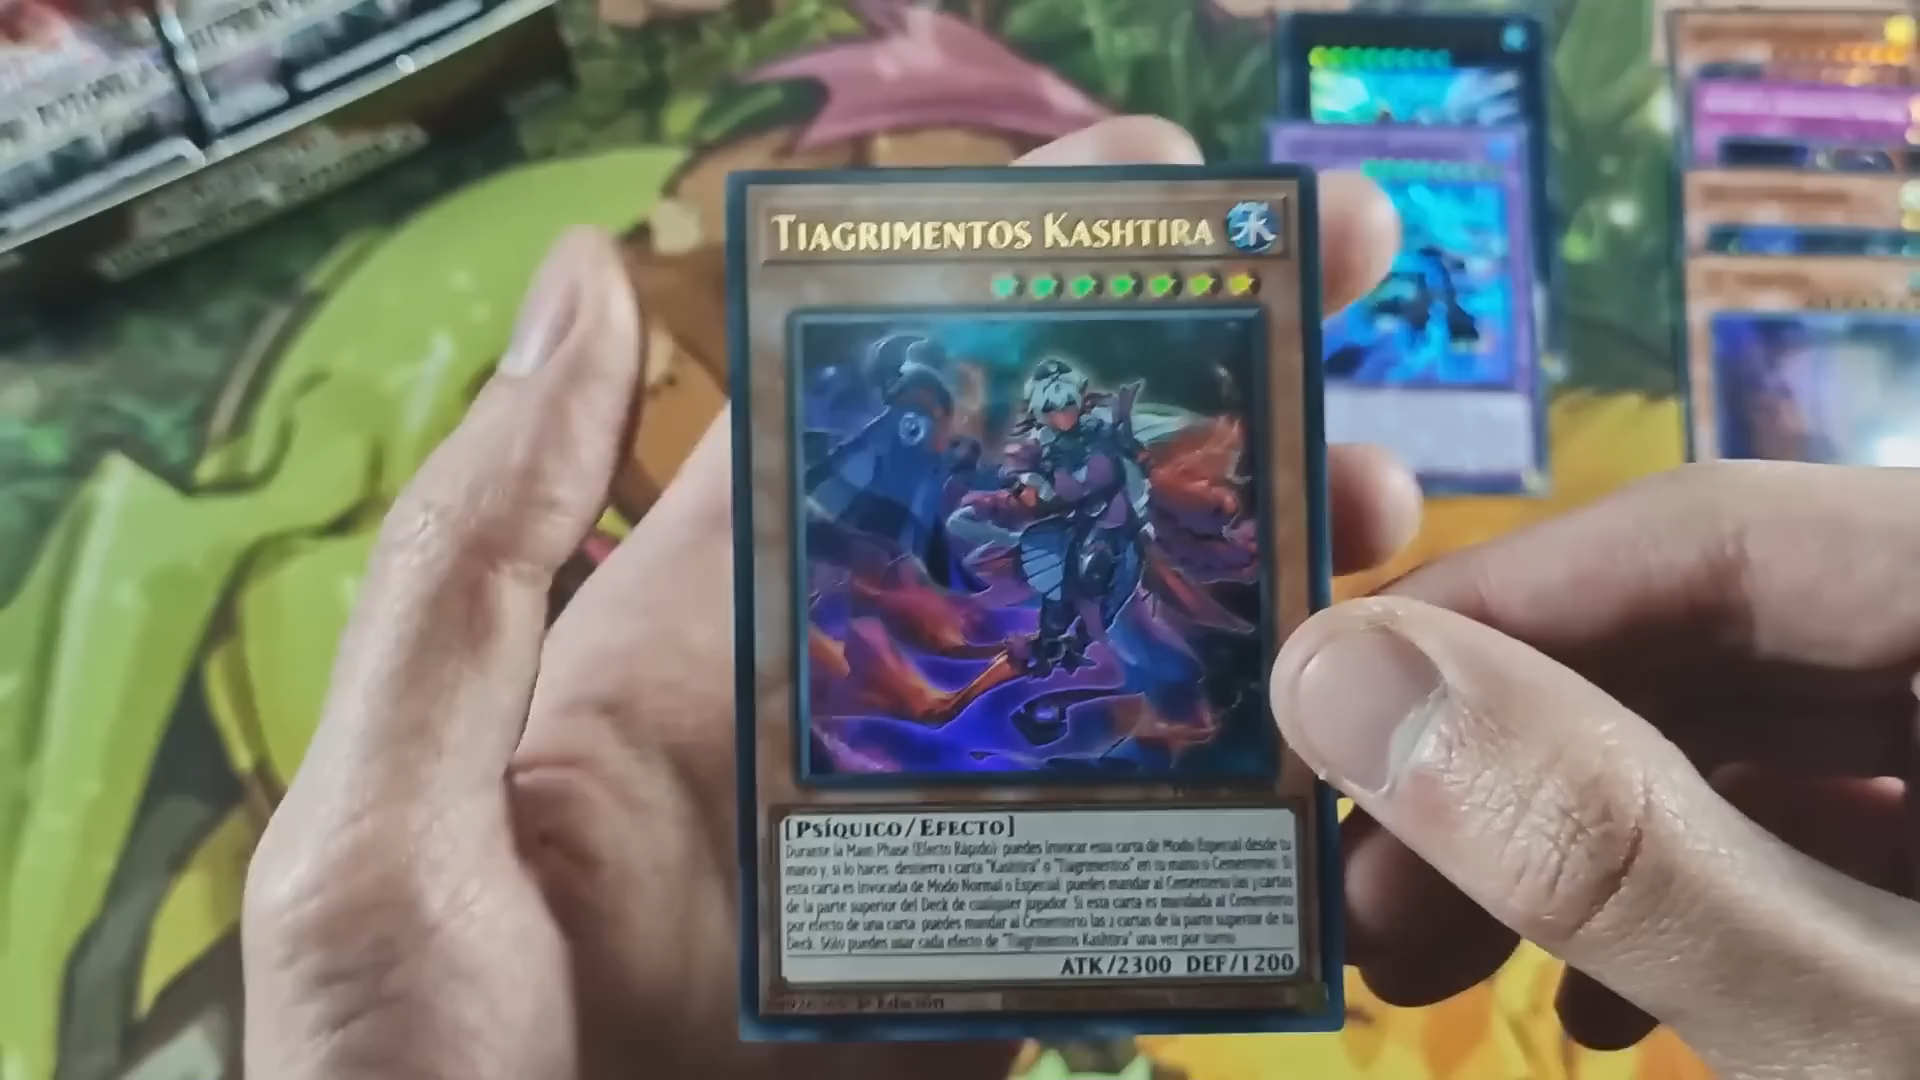 TIAGRIMENTOS KASHTIRA
水
[PSÍQUICO/EFECTO]
Durante la Main Phase (Efecto Rápido): puedes Invocar esta carta de Modo Especial desde tu
mano y, si lo haces, destierra 1 carta "Kashtira" o "Tiagrimentos" en tu mano o Cementerio. Si
esta carta es Invocada de Modo Normal o Especial: puedes mandar al Cementerio las 3 cartas
de la parte superior del Deck de cualquier jugador. Si esta carta es mandada al Cementerio
por efecto de una carta: puedes mandar al Cementerio las 2 cartas de la parte superior de tu
Deck. Sólo puedes usar cada efecto de "Tiagrimentos Kashtira" una vez por turno.
ATK/2300 DEF/1200
1ª Edición